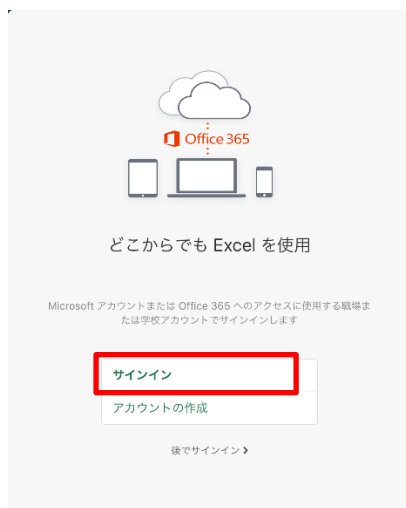 Office 365
どこからでも Excel を使用
Microsoft アカウントまたは Office 365 へのアクセスに使用する職場ま
たは学校アカウントでサインインします
サインイン
アカウントの作成
後でサインイン >